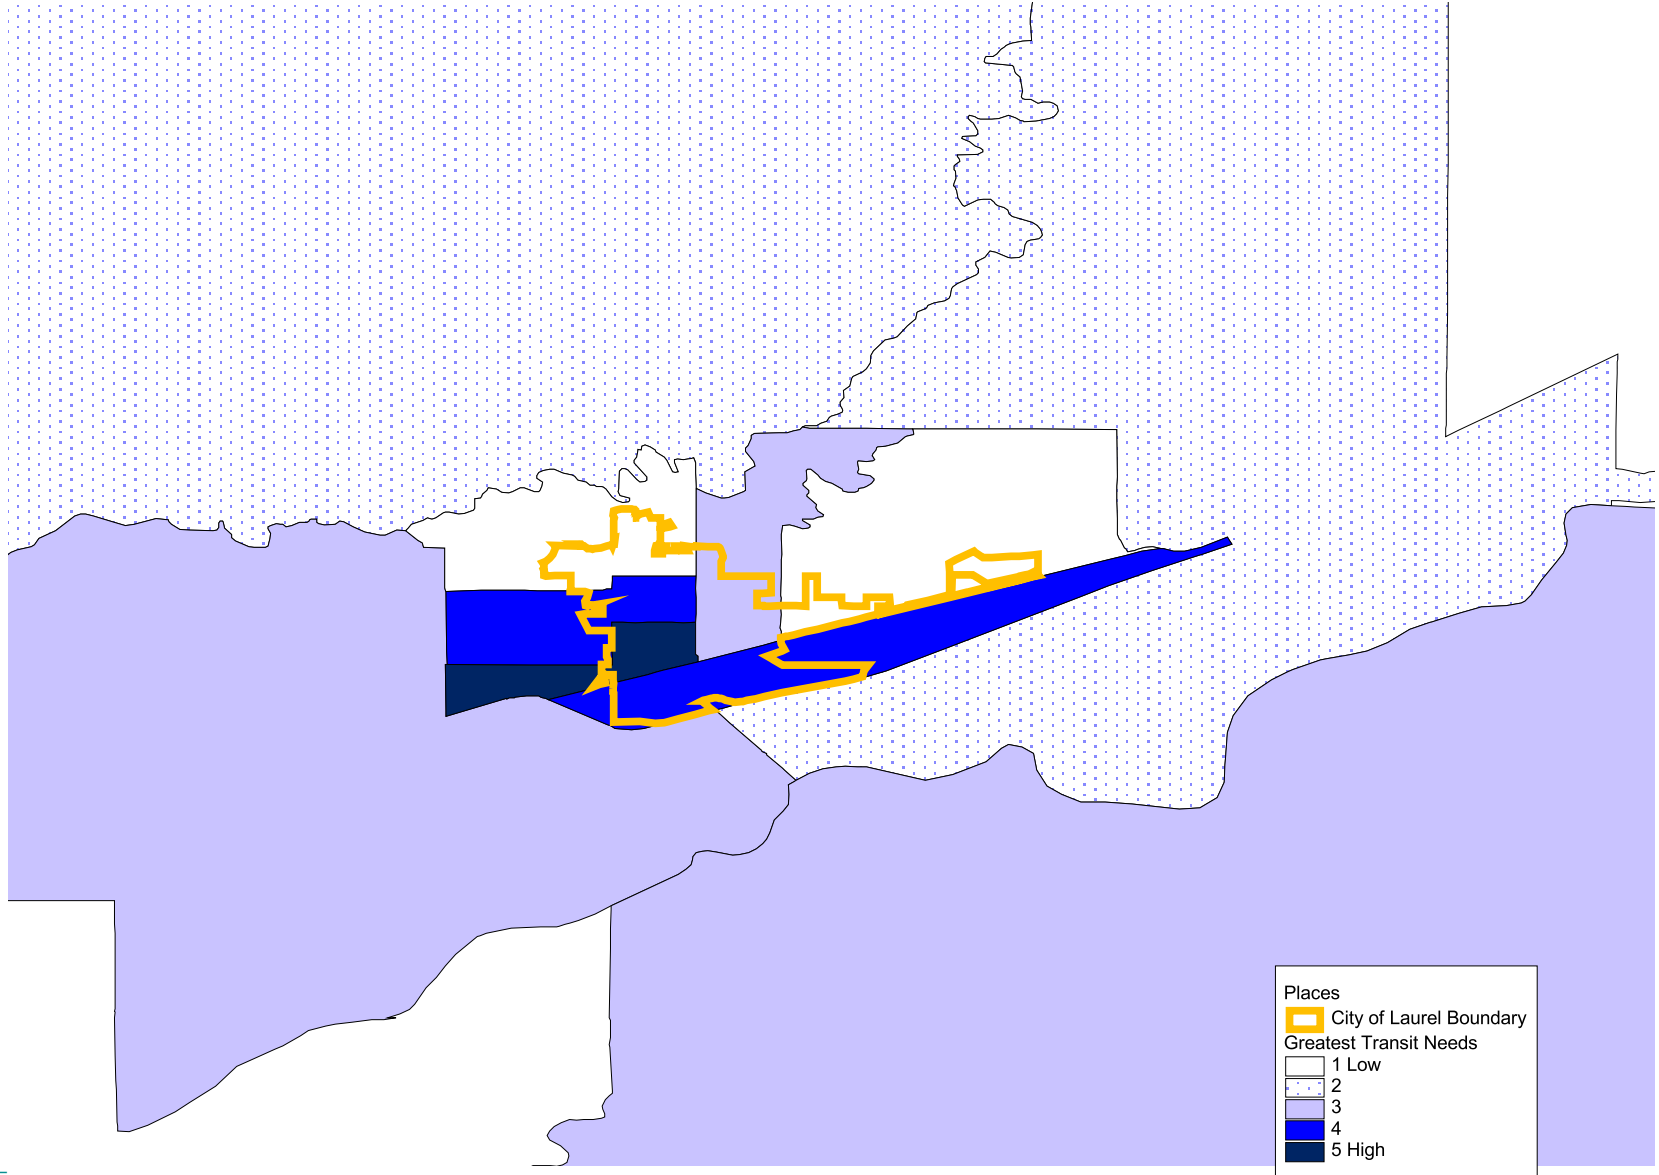 Places
City of Laurel Boundary
Greatest Transit Needs
1 Low
2
3
4
5 High